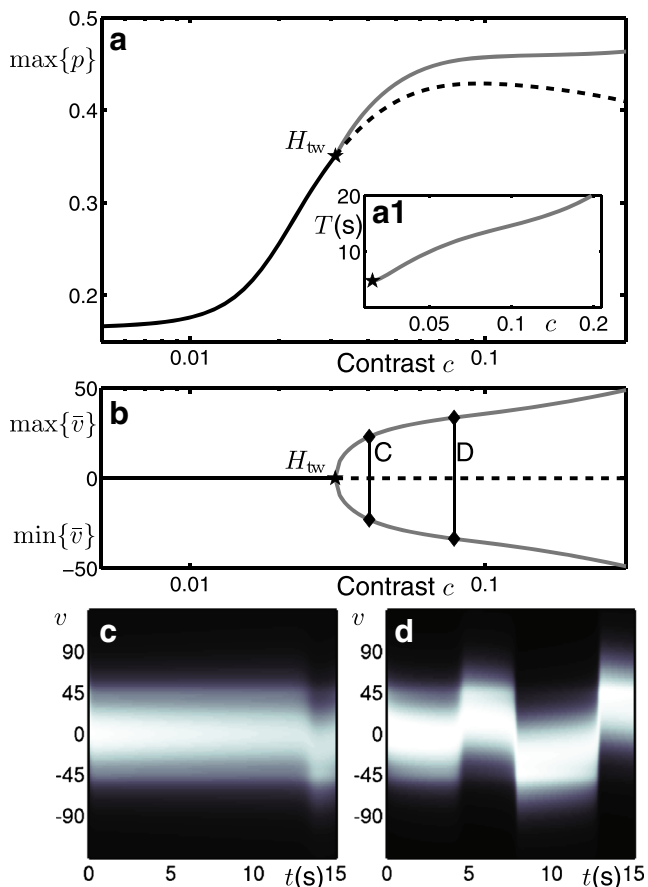 a
0.5
max{p}
0.4
H_tw
0.3
0.2
a1
20
T(s)
10
0.05 0.1 c 0.2
0.01 0.1
Contrast c
b
50
max{v̄}
H_tw
C D
0
min{v̄}
−50
0.01 0.1
Contrast c
c
v
90
45
0
-45
-90
0 5 10 t(s) 15
d
v
90
45
0
-45
-90
0 5 10 t(s) 15